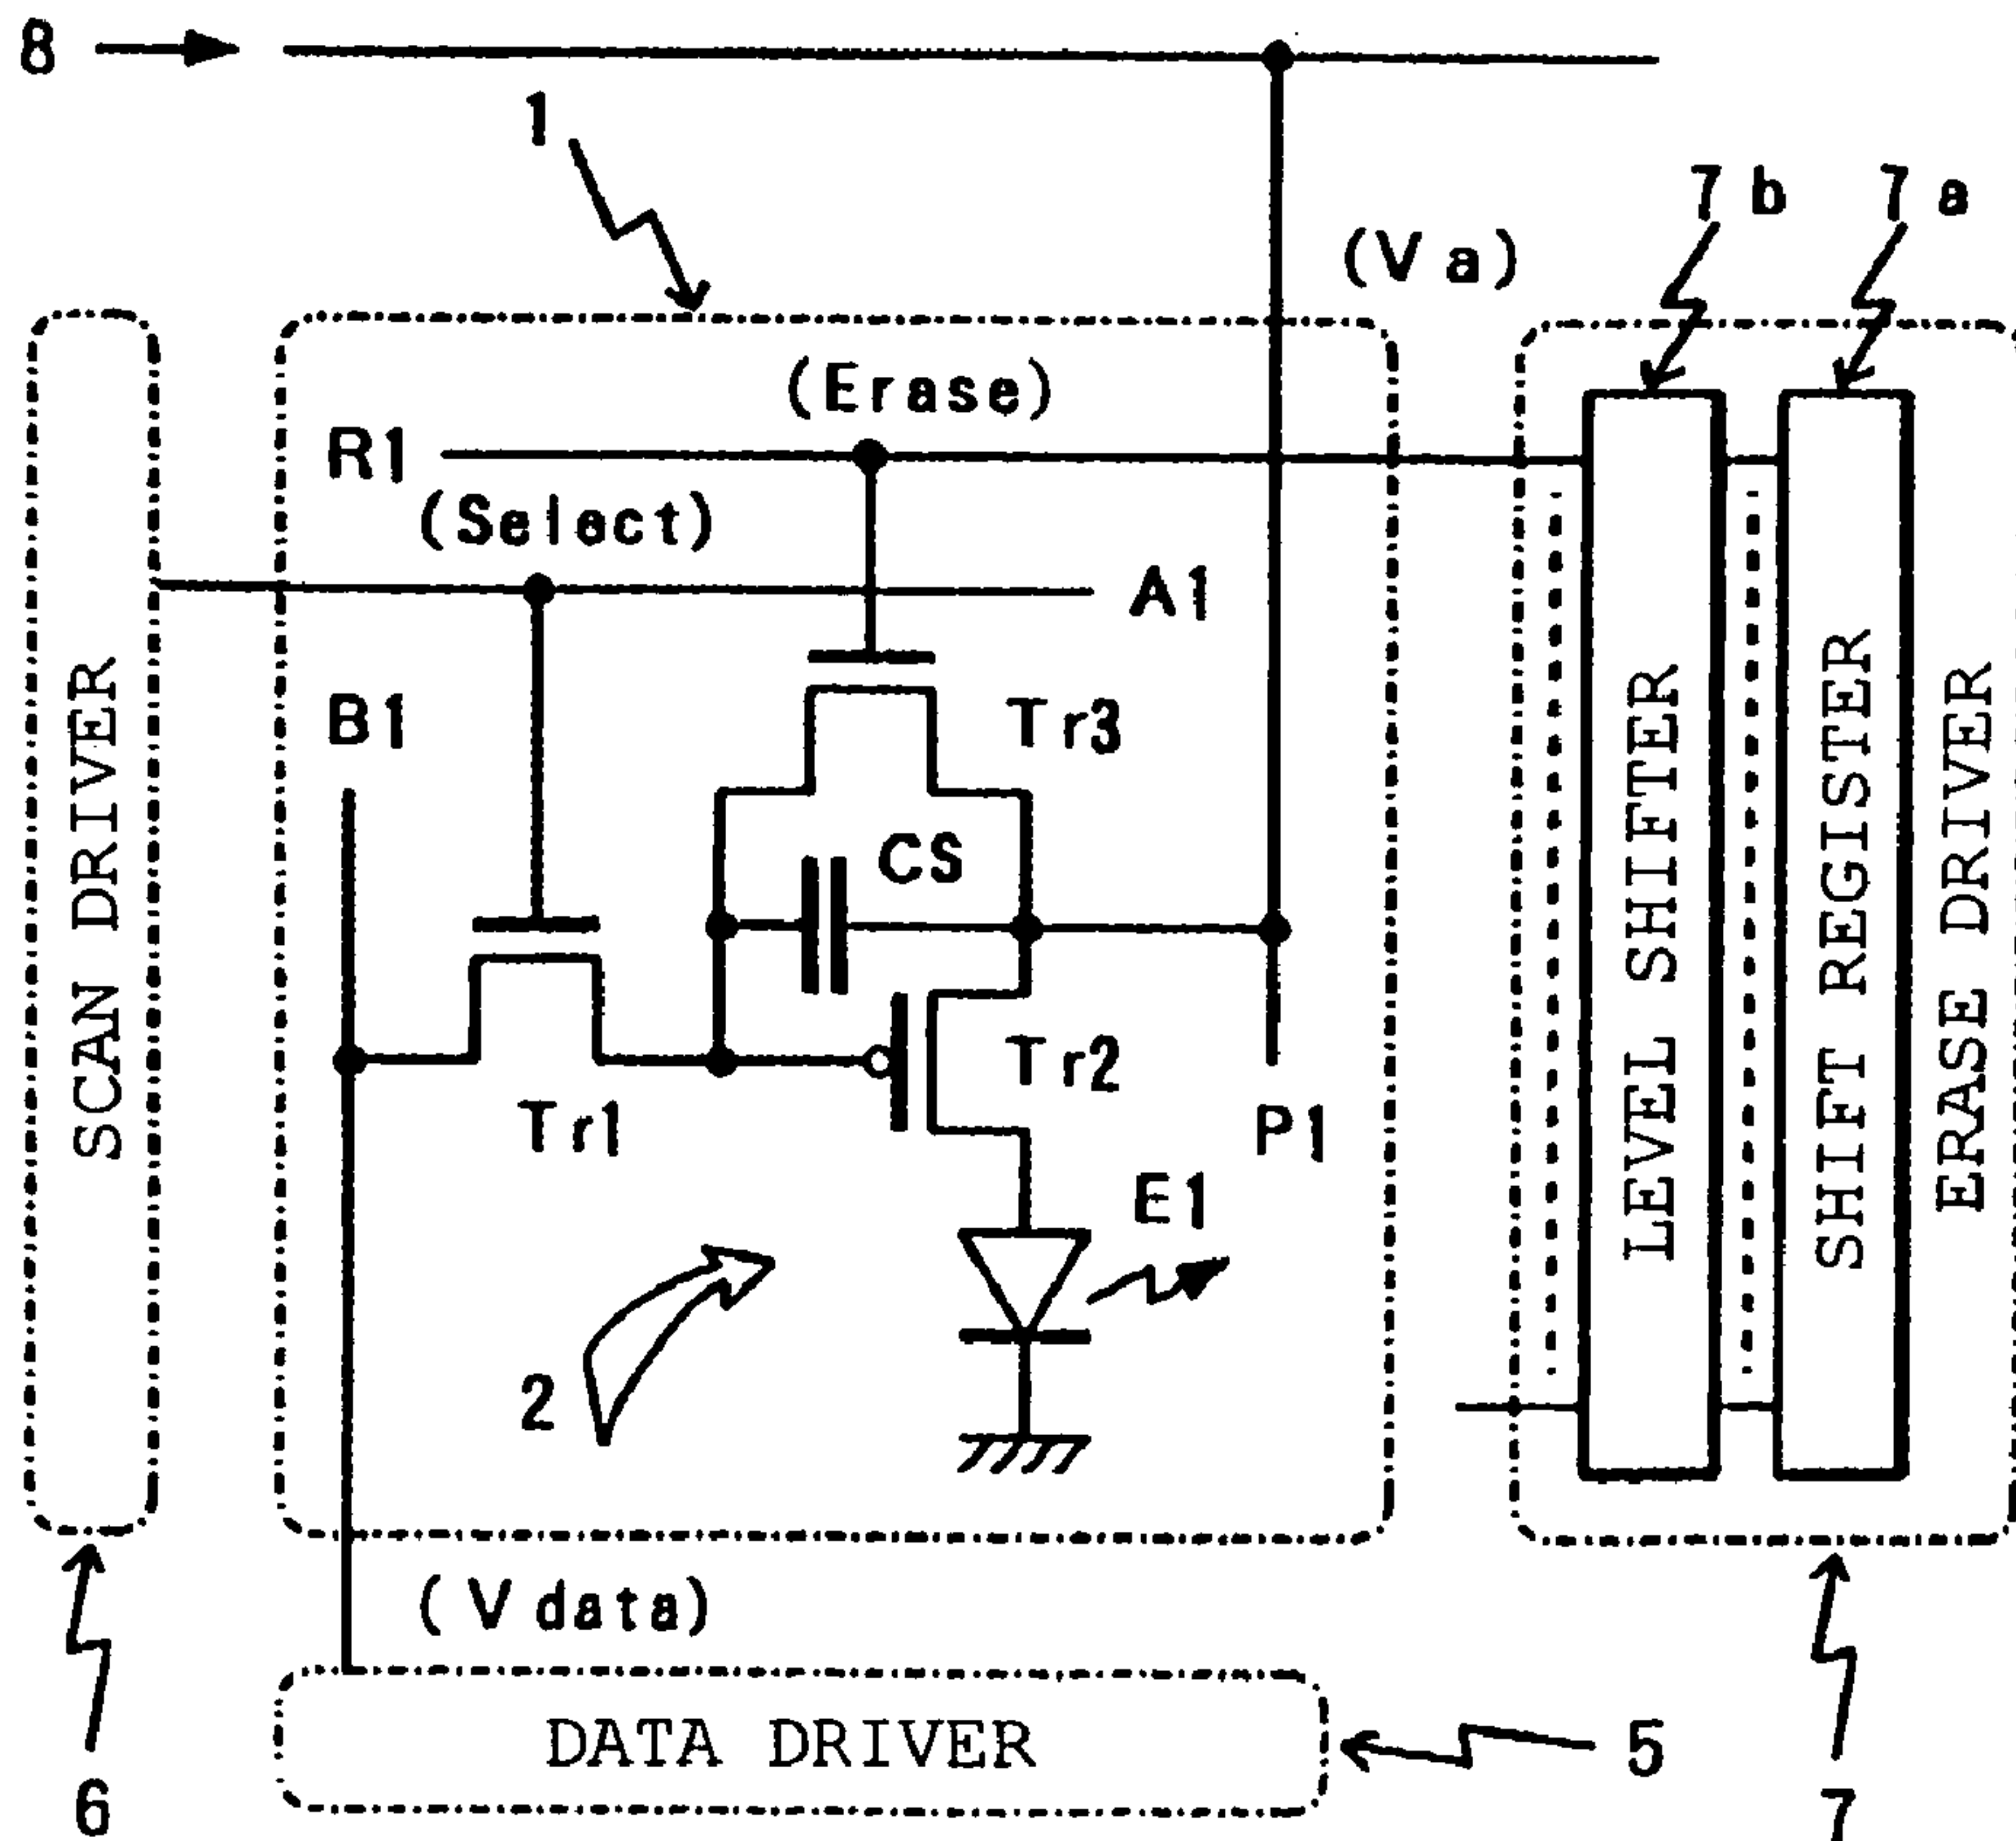 8
1
7b 7a
(Va)
(Erase)
R1
(Select)
A1
B1
Tr3
CS
Tr1
Tr2
P1
E1
2
SCAN DRIVER
LEVEL SHIFTER
SHIFT REGISTER
ERASE DRIVER
(Vdata)
DATA DRIVER
5
6
7